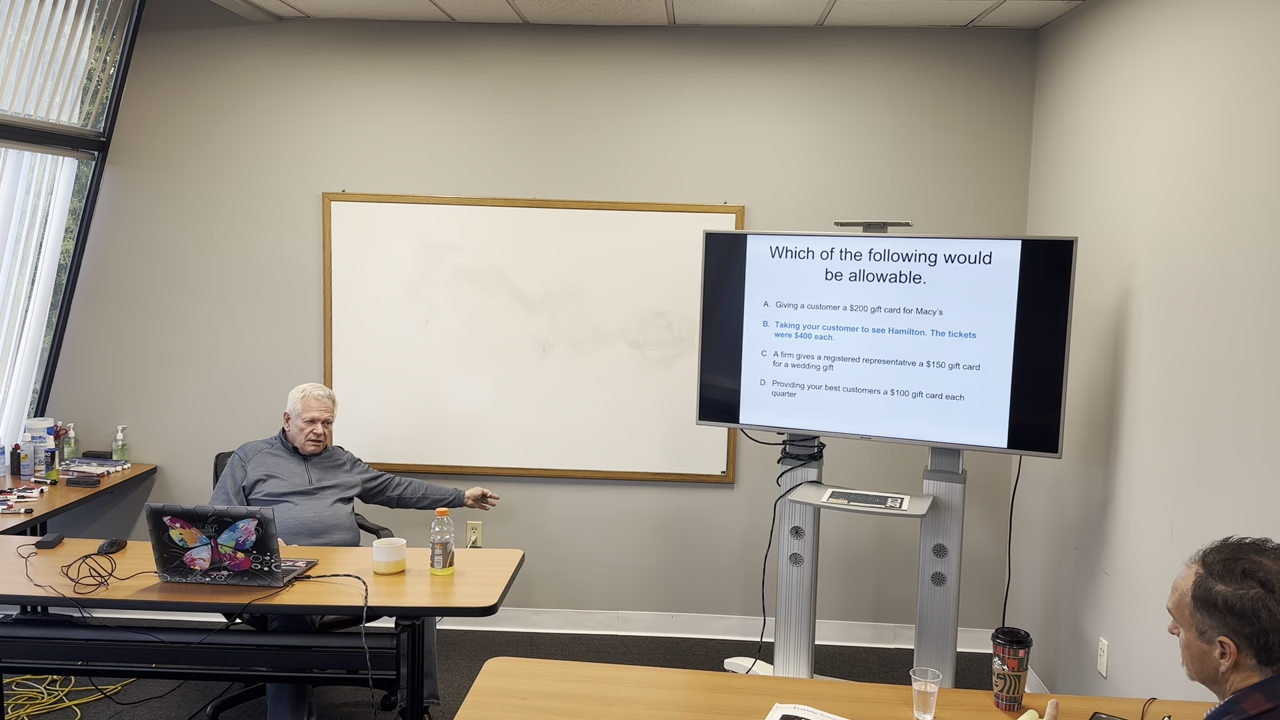 Which of the following would
be allowable.
A. Giving a customer a $200 gift card for Macy's
B. Taking your customer to see Hamilton. The tickets
were $400 each.
C. A firm gives a registered representative a $150 gift card
for a wedding gift
D. Providing your best customers a $100 gift card each
quarter